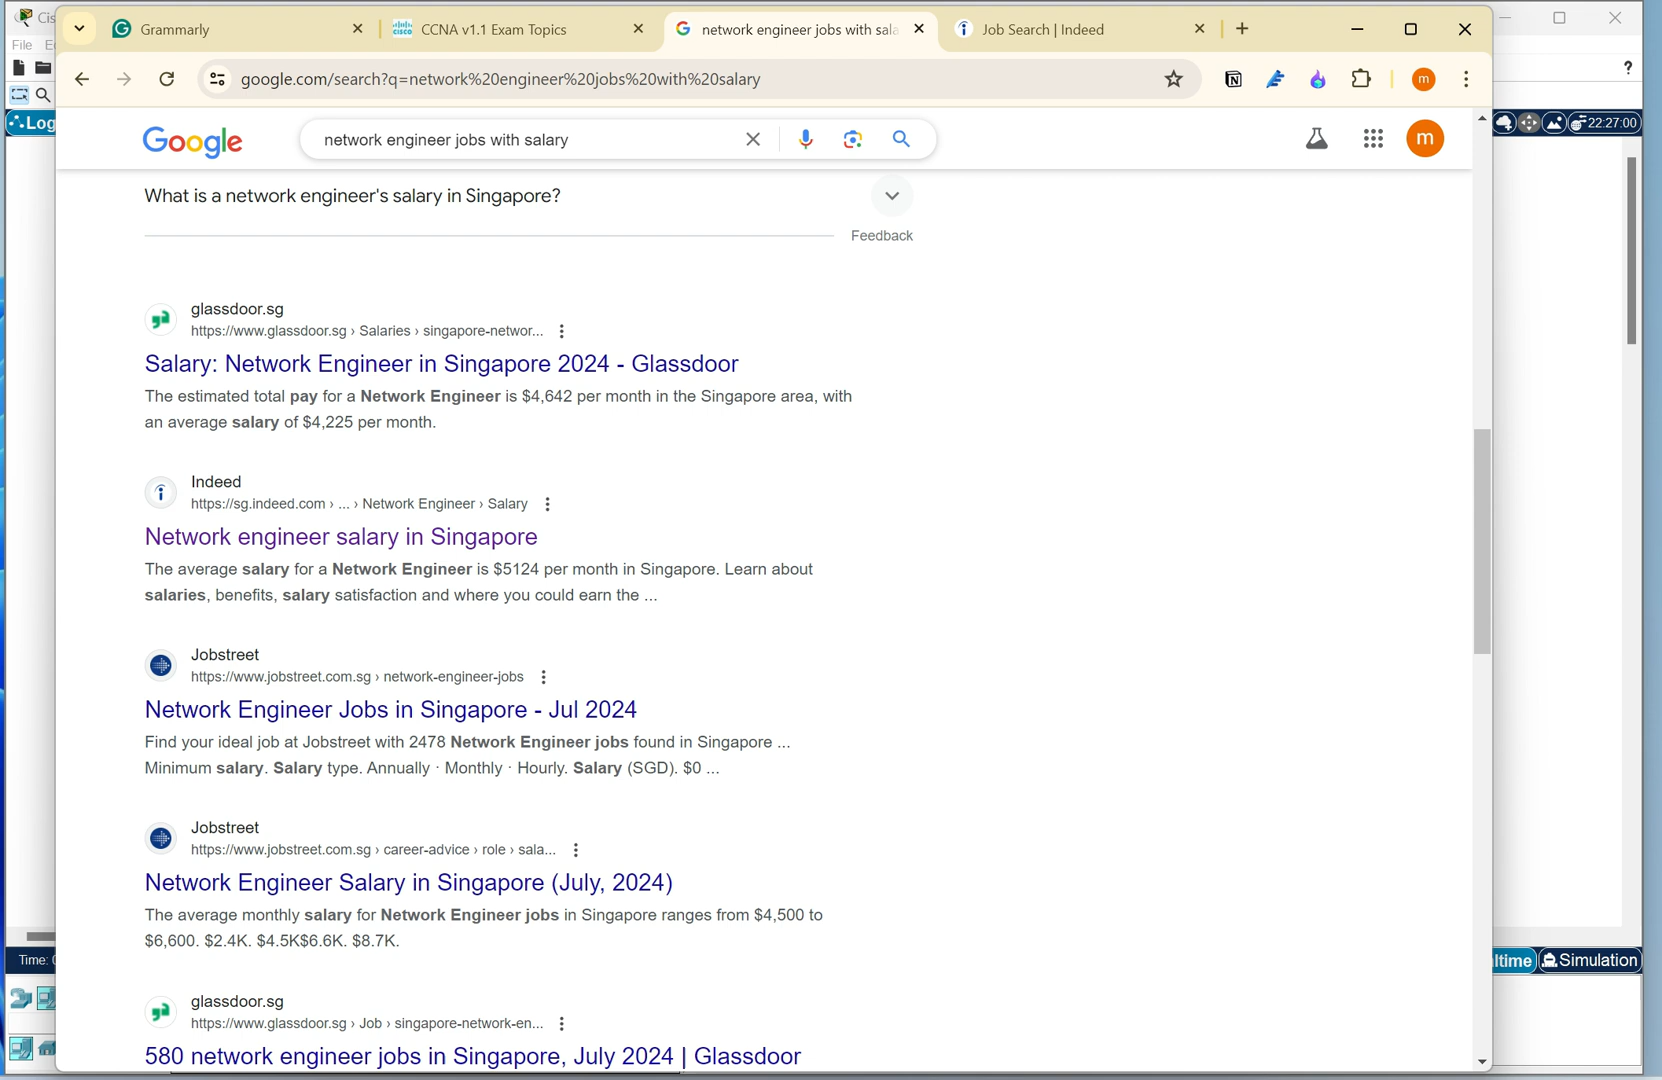 Cis
Grammarly
CCNA v1.1 Exam Topics
network engineer jobs with sala
Job Search | Indeed
File
google.com/search?q=network%20engineer%20jobs%20with%20salary
m
?
Log
22:27:00
Google
network engineer jobs with salary
m
What is a network engineer's salary in Singapore?
Feedback
glassdoor.sg
https://www.glassdoor.sg › Salaries › singapore-networ...
Salary: Network Engineer in Singapore 2024 - Glassdoor
The estimated total pay for a Network Engineer is $4,642 per month in the Singapore area, with
an average salary of $4,225 per month.
Indeed
https://sg.indeed.com › ... › Network Engineer › Salary
Network engineer salary in Singapore
The average salary for a Network Engineer is $5124 per month in Singapore. Learn about
salaries, benefits, salary satisfaction and where you could earn the ...
Jobstreet
https://www.jobstreet.com.sg › network-engineer-jobs
Network Engineer Jobs in Singapore - Jul 2024
Find your ideal job at Jobstreet with 2478 Network Engineer jobs found in Singapore ...
Minimum salary. Salary type. Annually · Monthly · Hourly. Salary (SGD). $0 ...
Jobstreet
https://www.jobstreet.com.sg › career-advice › role › sala...
Network Engineer Salary in Singapore (July, 2024)
The average monthly salary for Network Engineer jobs in Singapore ranges from $4,500 to
$6,600. $2.4K. $4.5K$6.6K. $8.7K.
Time:
ltime
Simulation
glassdoor.sg
https://www.glassdoor.sg › Job › singapore-network-en...
580 network engineer jobs in Singapore, July 2024 | Glassdoor